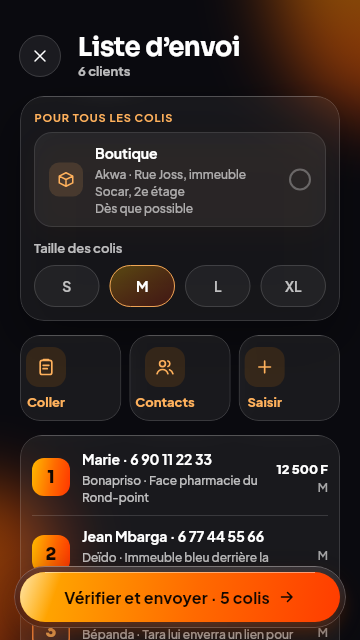 Liste d'envoi
6 clients
POUR TOUS LES COLIS
Boutique
Akwa · Rue Joss, immeuble
Socar, 2e étage
Dès que possible
Taille des colis
S M L XL
Coller Contacts Saisir
1 Marie · 6 90 11 22 33 12 500 F
Bonapriso · Face pharmacie du M
Rond-point
2 Jean Mbarga · 6 77 44 55 66
Deïdo · Immeuble bleu derrière la M
Vérifier et envoyer · 5 colis →
3 Bépanda · Tara lui enverra un lien pour M